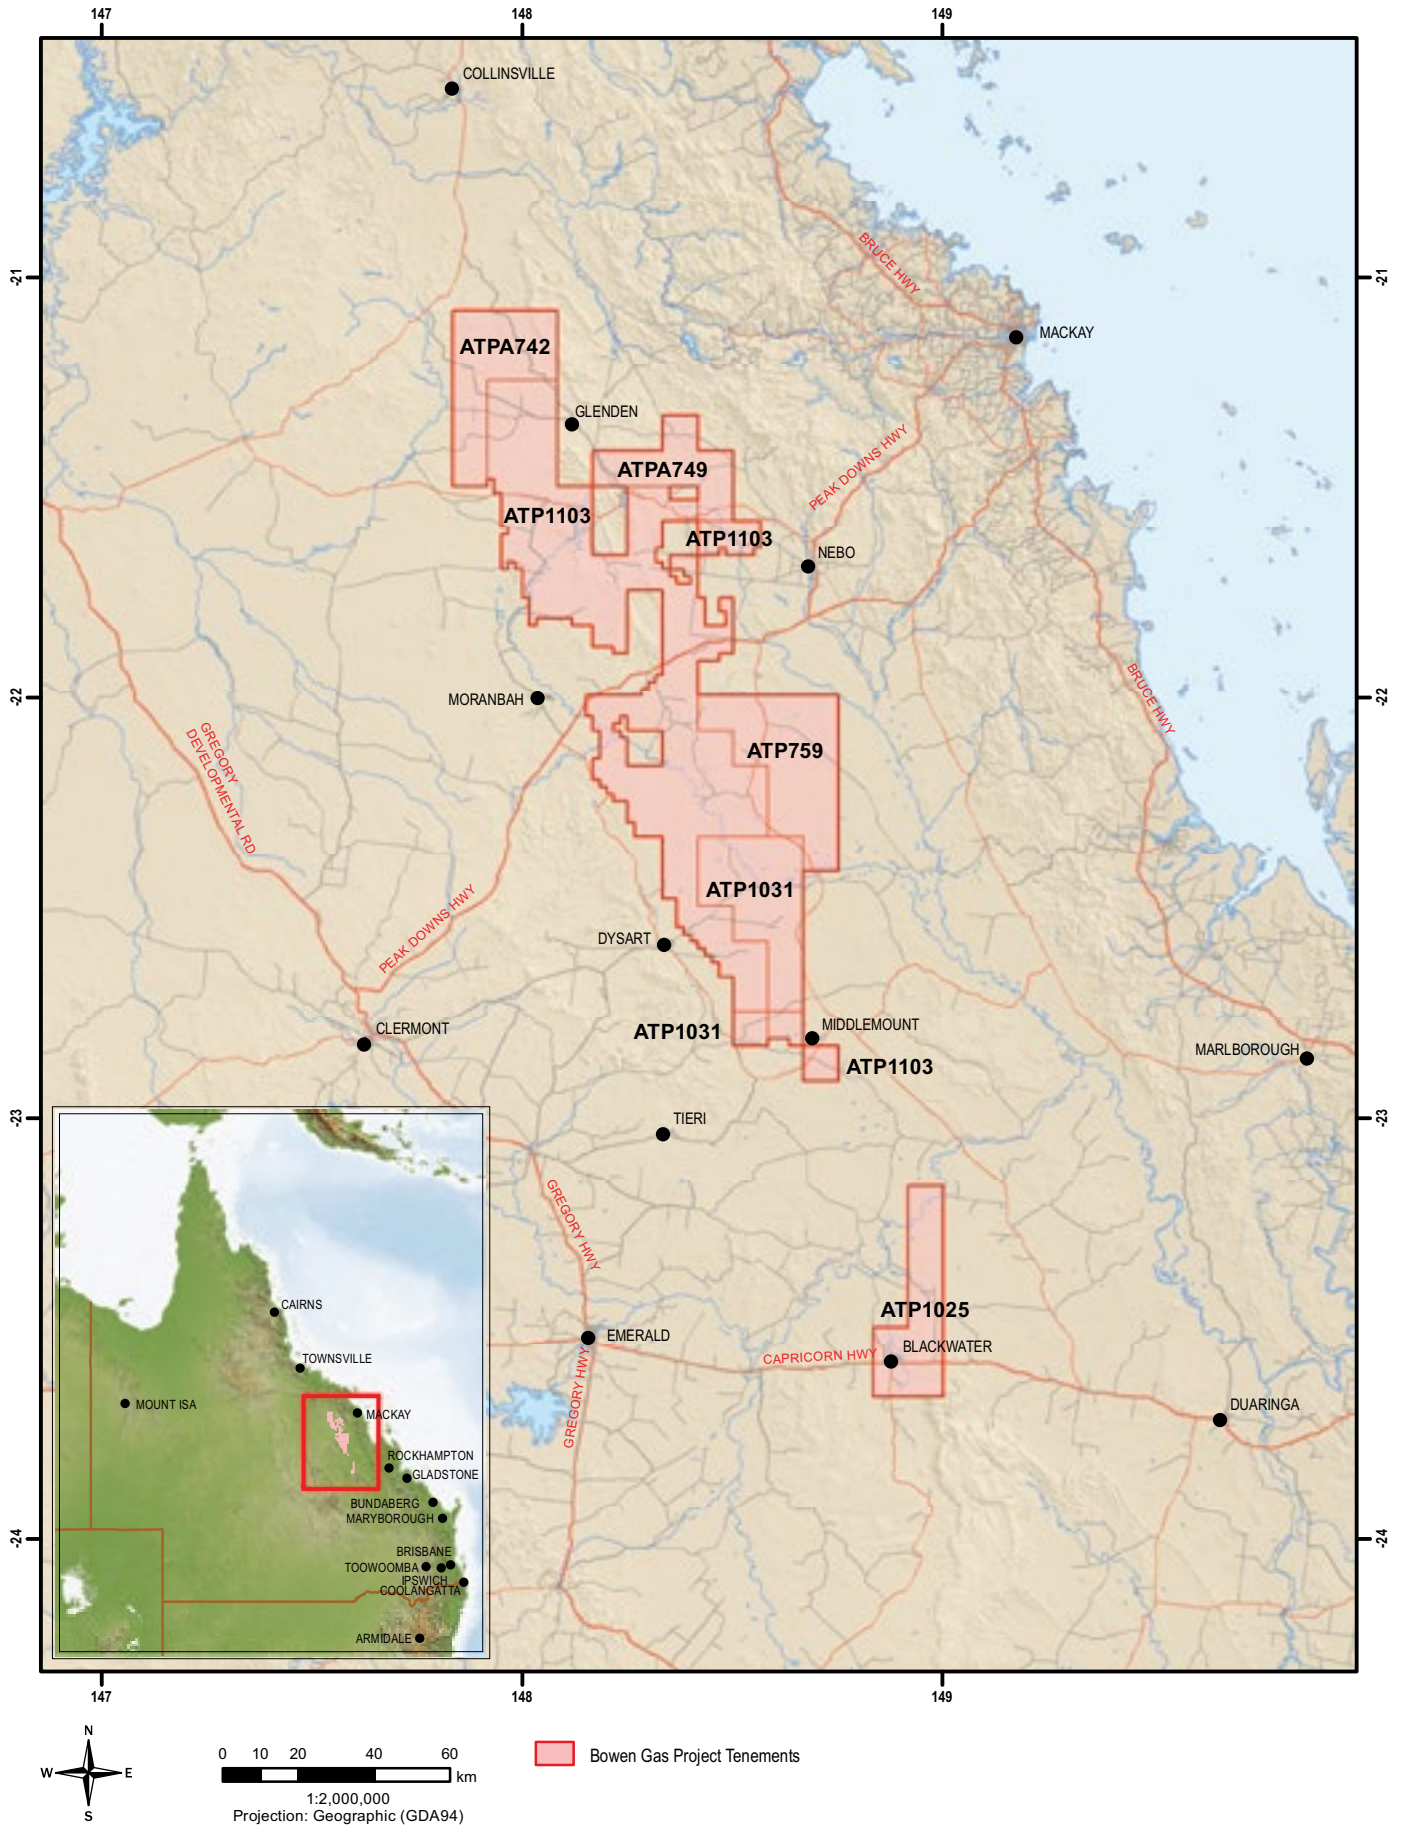 147
148
149
COLLINSVILLE
BRUCE HWY
-21
-21
MACKAY
ATPA742
GLENDEN
PEAK DOWNS HWY
ATPA749
ATP1103
ATP1103
NEBO
-22
-22
MORANBAH
BRUCE HWY
GREGORY
DEVELOPMENTAL RD
ATP759
ATP1031
PEAK DOWNS HWY
DYSART
CLERMONT
ATP1031
MIDDLEMOUNT
MARLBOROUGH
ATP1103
-23
-23
TIERI
GREGORY HWY
ATP1025
EMERALD
BLACKWATER
CAPRICORN HWY
GREGORY HWY
DUARINGA
-24
-24
CAIRNS
TOWNSVILLE
MOUNT ISA
MACKAY
ROCKHAMPTON
GLADSTONE
BUNDABERG
MARYBOROUGH
BRISBANE
TOOWOOMBA
IPSWICH
COOLANGATTA
ARMIDALE
147
148
149
N
W
E
S
0 10 20 40 60
km
1:2,000,000
Projection: Geographic (GDA94)
Bowen Gas Project Tenements